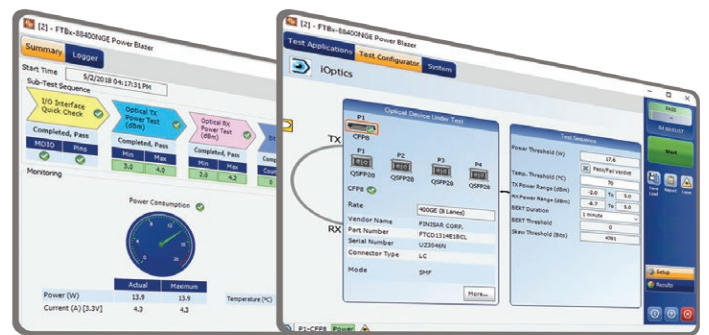 [2] - FTBx-88400NGE Power Blazer
Summary Logger
Start Time 5/2/2018 04:17:31 PM
Sub-Test Sequence
I/O Interface Quick Check
Optical TX Power Test (dBm)
Optical RX Power Test (dBm)
Completed, Pass
Completed, Pass
Completed, Pass
MDIO Pins
Min Max
Min Max
3.0 4.0
2.0 4.2
Monitoring
Power Consumption
Actual Maximum
Power (W) 13.9 13.9 Temperature (°C)
Current (A) [3.3V] 4.3 4.3
[2] - FTBx-88400NGE Power Blazer
Test Applications Test Configurator System
iOptics
TX
RX
Optical Device Under Test
P1
CFP8
P1 P2 P3 P4
QSFP28 QSFP28 QSFP28 QSFP28
CFP8
Rate 400GE (8 Lanes)
Vendor Name FINISAR CORP.
Part Number FTCD1314E1BCL
Serial Number UZ3046N
Connector Type LC
Mode SMF
More...
Test Sequence
Power Threshold (W) 17.6
Pass/Fail Verdict
Temp. Threshold (°C) 70
TX Power Range (dBm) -2.0 To 5.0
RX Power Range (dBm) -8.7 To 5.0
BERT Duration 1 minute
BERT Threshold 0
Skew Threshold (Bits) 4781
PASS
Start
Save Load
Report
Laser
Setup
Results
P1-CFP8 Power